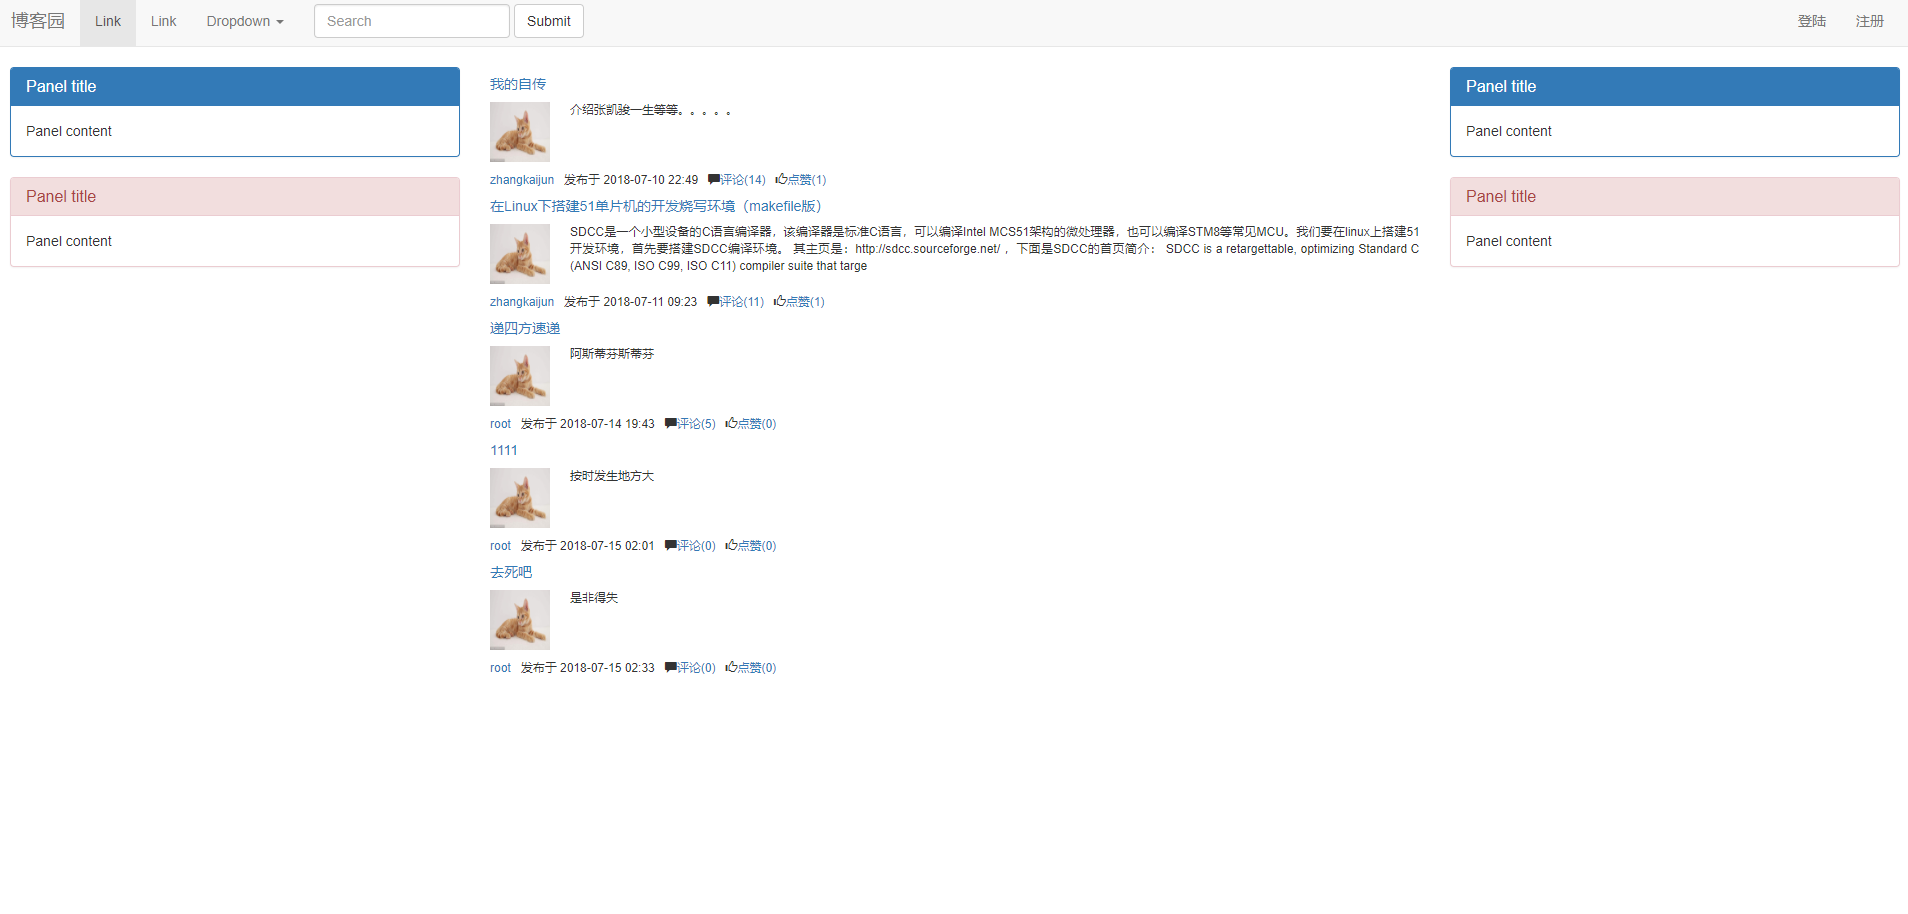 博客园 Link Link Dropdown Search Submit 登陆 注册
Panel title
Panel content
Panel title
Panel content
我的自传
介绍张凯骏一生等等。。。。。
zhangkaijun 发布于 2018-07-10 22:49 评论(14) 点赞(1)
在Linux下搭建51单片机的开发烧写环境（makefile版）
SDCC是一个小型设备的C语言编译器，该编译器是标准C语言，可以编译Intel MCS51架构的微处理器，也可以编译STM8等常见MCU。我们要在linux上搭建51
开发环境，首先要搭建SDCC编译环境。 其主页是：http://sdcc.sourceforge.net/ ，下面是SDCC的首页简介： SDCC is a retargettable, optimizing Standard C
(ANSI C89, ISO C99, ISO C11) compiler suite that targe
zhangkaijun 发布于 2018-07-11 09:23 评论(11) 点赞(1)
递四方速递
阿斯蒂芬斯蒂芬
root 发布于 2018-07-14 19:43 评论(5) 点赞(0)
1111
按时发生地方大
root 发布于 2018-07-15 02:01 评论(0) 点赞(0)
去死吧
是非得失
root 发布于 2018-07-15 02:33 评论(0) 点赞(0)
Panel title
Panel content
Panel title
Panel content